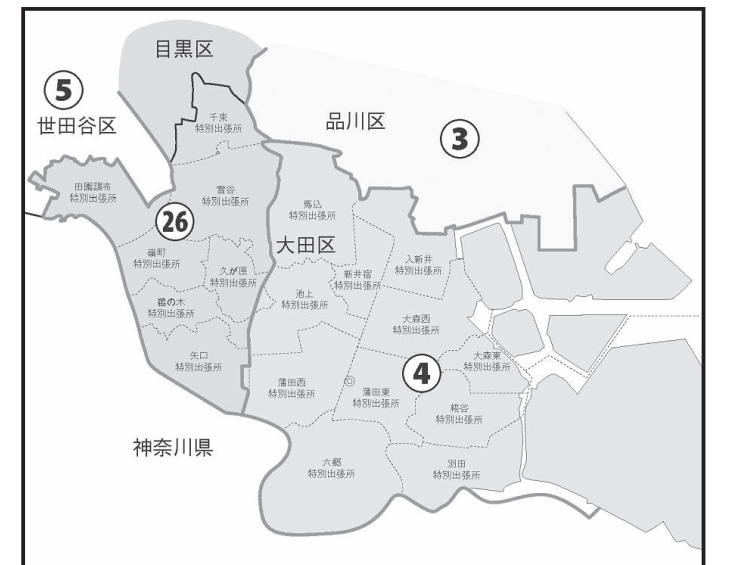 目黒区
5
世田谷区
千束
特別出張所
品川区
3
田園調布
特別出張所
雪谷
特別出張所
馬込
特別出張所
26
大田区
嶺町
特別出張所
久が原
特別出張所
新井宿
特別出張所
入新井
特別出張所
鵜の木
特別出張所
池上
特別出張所
大森西
特別出張所
矢口
特別出張所
大森東
特別出張所
4
蒲田西
特別出張所
蒲田東
特別出張所
糀谷
特別出張所
神奈川県
六郷
特別出張所
羽田
特別出張所